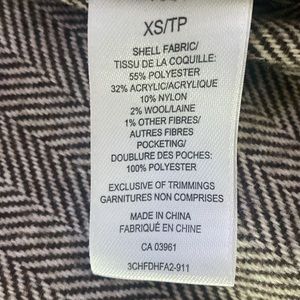 XS/TP
SHELL FABRIC/
TISSU DE LA COQUILLE:
55% POLYESTER
32% ACRYLIC/ACRYLIQUE
10% NYLON
2% WOOL/LAINE
1% OTHER FIBRES/
AUTRES FIBRES
POCKETING/
DOUBLURE DES POCHES:
100% POLYESTER
EXCLUSIVE OF TRIMMINGS
GARNITURES NON COMPRISES
MADE IN CHINA
FABRIQUÉ EN CHINE
CA 03961
3CHFDHFA2-911